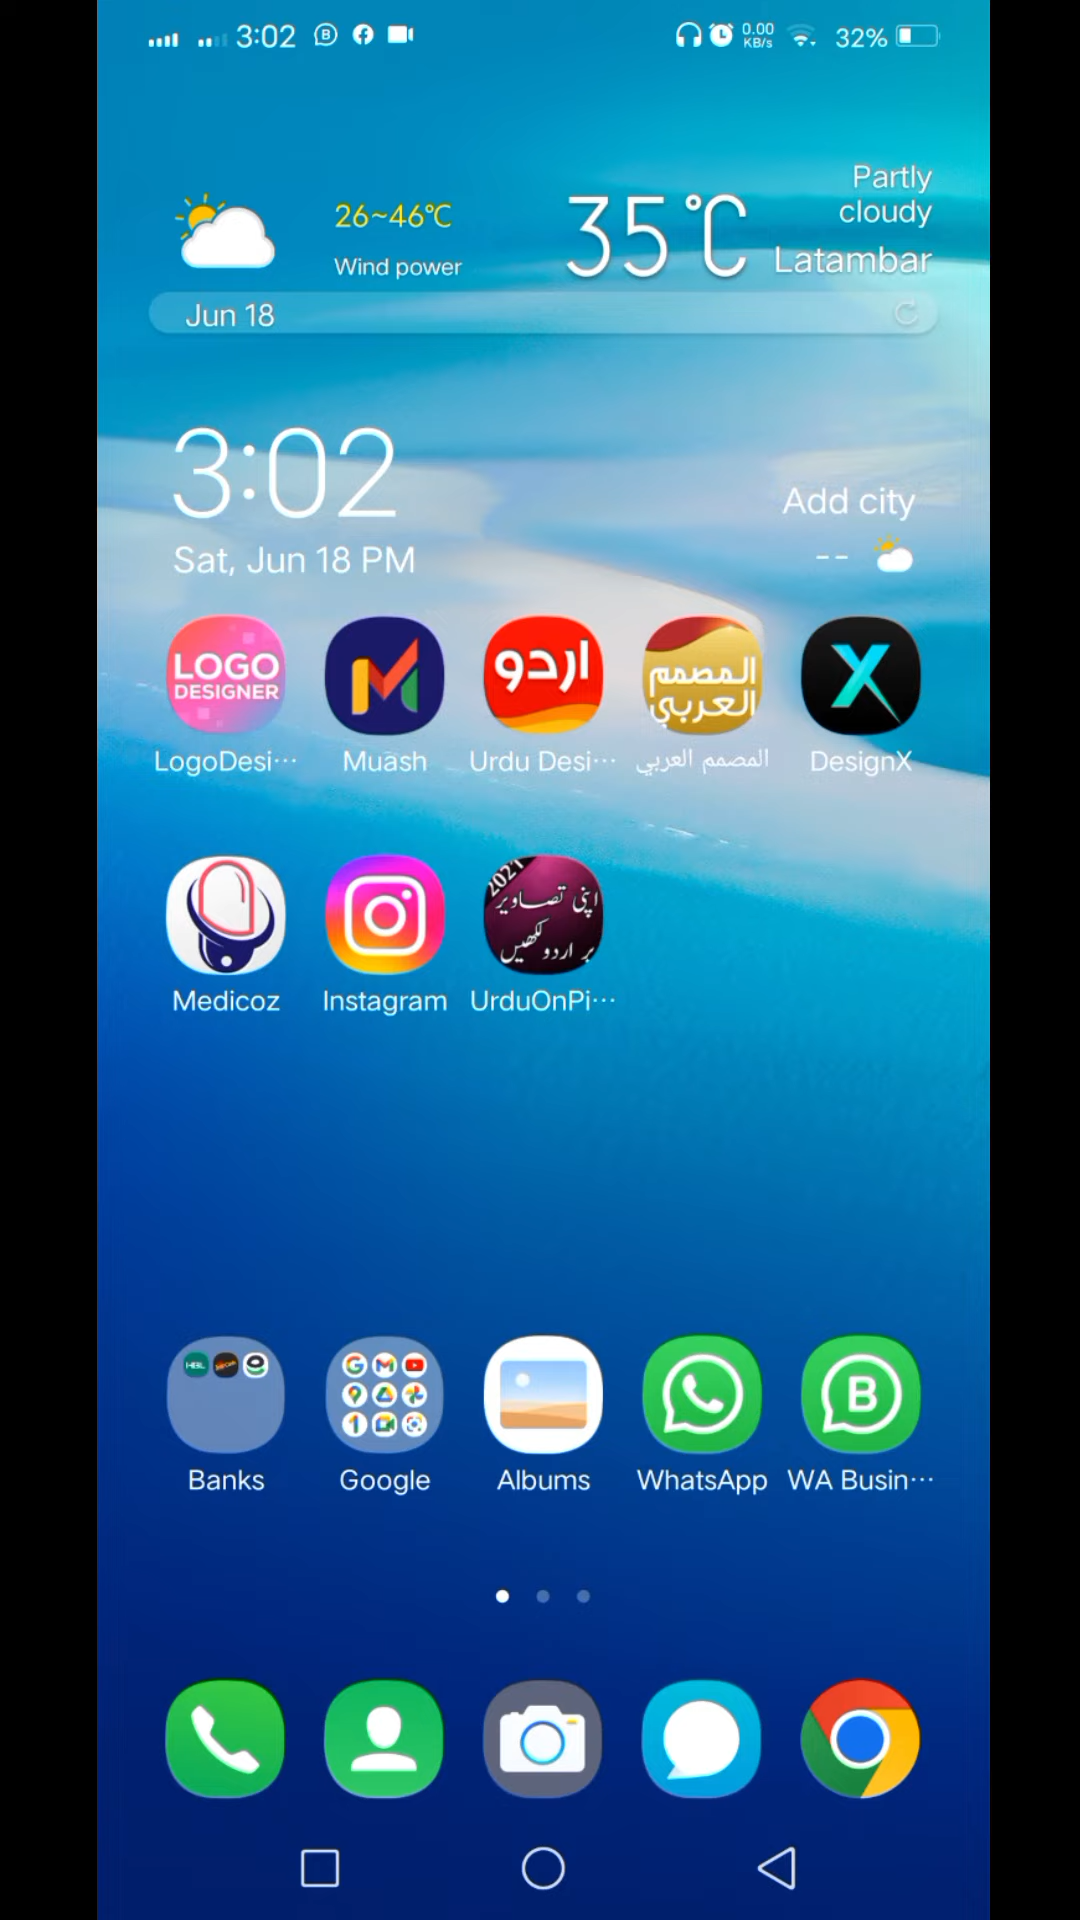 3:02
0.00
KB/s
32%
Partly
cloudy
26~46℃
35℃
Wind power
Latambar
Jun 18
3:02
Add city
Sat, Jun 18 PM
--
LOGO
DESIGNER
اردو
المصمم
العربي
X
LogoDesi···
Muash
Urdu Desi···
المصمم العربي
DesignX
2021
اپنی تصاویر
پر اردو لکھیں
Medicoz
Instagram
UrduOnPi···
HBL
B
Banks
Google
Albums
WhatsApp
WA Busin···